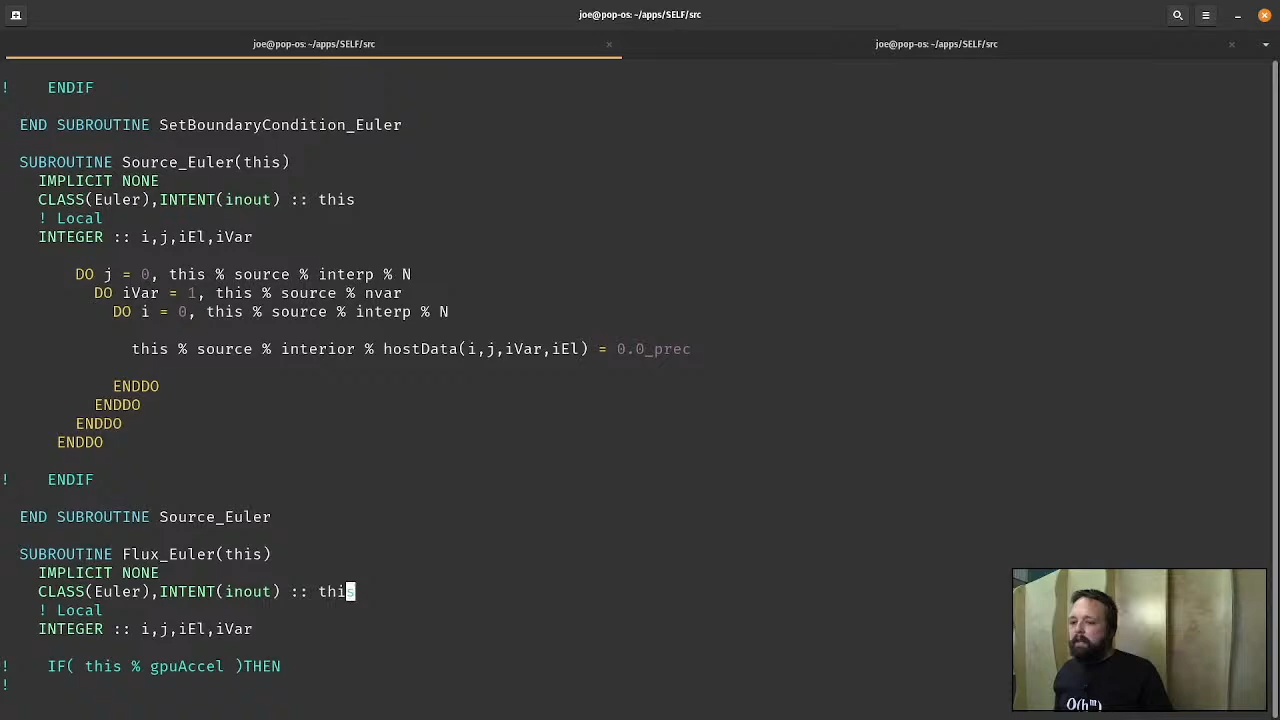 joe@pop-os: ~/apps/SELF/src
joe@pop-os: ~/apps/SELF/src
joe@pop-os: ~/apps/SELF/src
!    ENDIF
END SUBROUTINE SetBoundaryCondition_Euler
SUBROUTINE Source_Euler(this)
IMPLICIT NONE
CLASS(Euler),INTENT(inout) :: this
! Local
INTEGER :: i,j,iEl,iVar
DO j = 0, this % source % interp % N
DO iVar = 1, this % source % nvar
DO i = 0, this % source % interp % N
this % source % interior % hostData(i,j,iVar,iEl) = 0.0_prec
ENDDO
ENDDO
ENDDO
ENDDO
!    ENDIF
END SUBROUTINE Source_Euler
SUBROUTINE Flux_Euler(this)
IMPLICIT NONE
CLASS(Euler),INTENT(inout) :: this
! Local
INTEGER :: i,j,iEl,iVar
!    IF( this % gpuAccel )THEN
!
O(hᵐ)